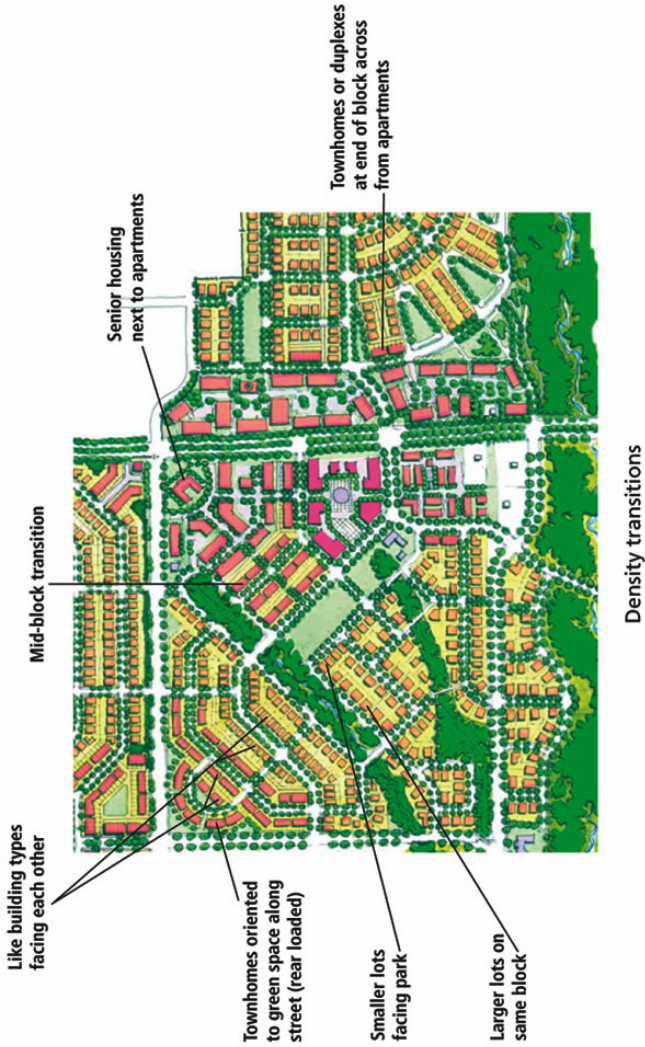 Like building types
facing each other
Mid-block transition
Senior housing
next to apartments
Townhomes or duplexes
at end of block across
from apartments
Townhomes oriented
to green space along
street (rear loaded)
Smaller lots
facing park
Larger lots on
same block
Density transitions